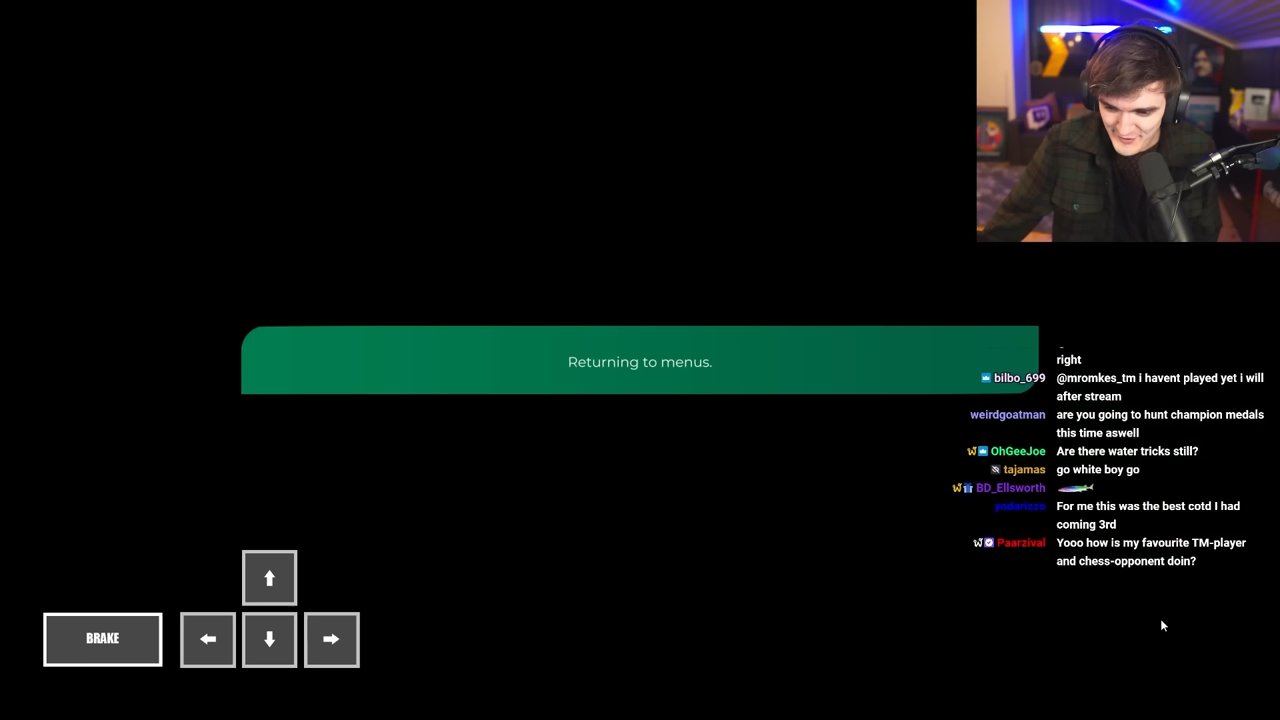 Returning to menus.
right
bilbo_699 @mromkes_tm i havent played yet i will
after stream
weirdgoatman are you going to hunt champion medals
this time aswell
OhGeeJoe Are there water tricks still?
tajamas go white boy go
BD_Ellsworth
For me this was the best cotd I had
coming 3rd
Paarzival Yooo how is my favourite TM-player
and chess-opponent doin?
BRAKE